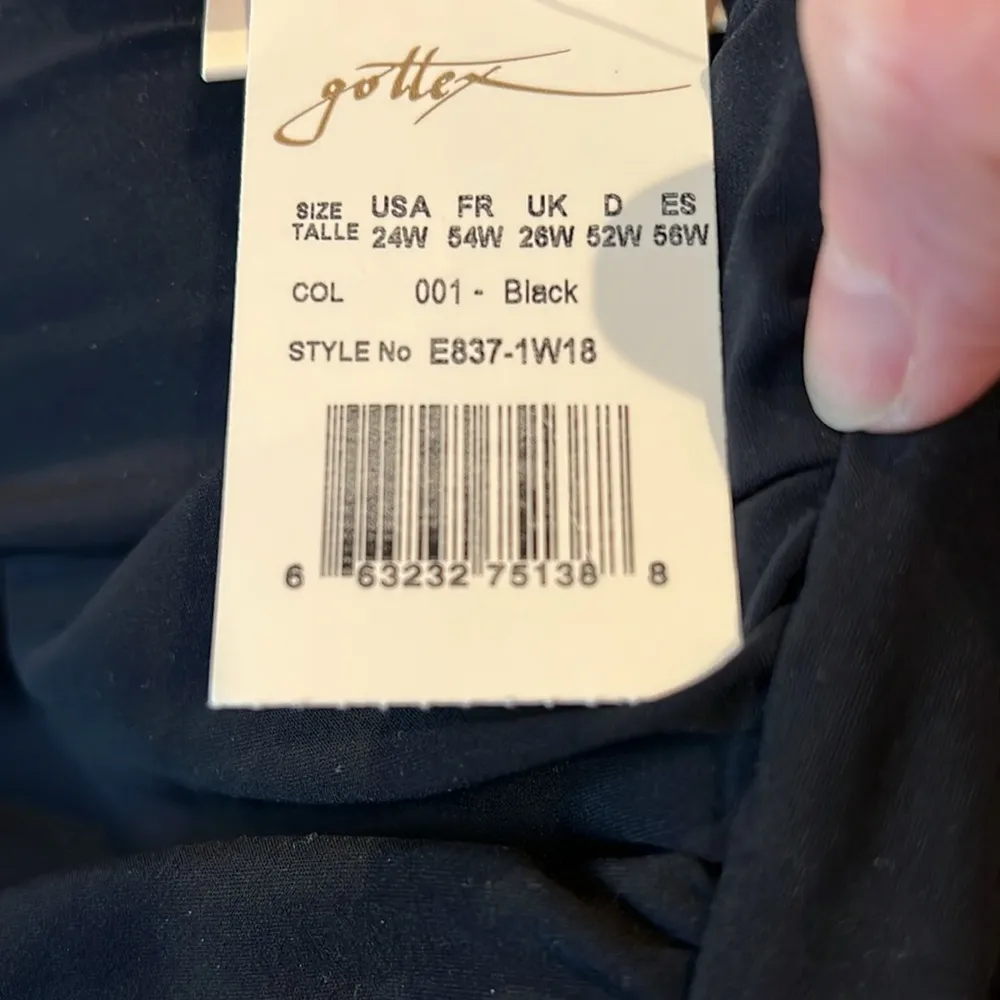 gottex
SIZE USA FR UK D ES
TALLE 24W 54W 26W 52W 56W
COL 001 - Black
STYLE No E837-1W18
6 63232 75138 8